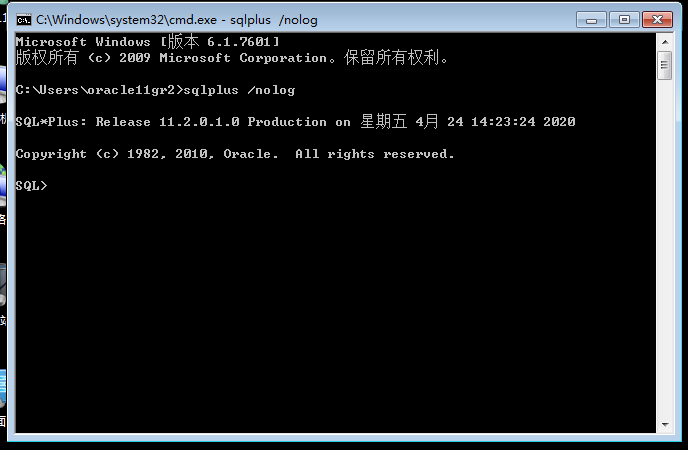 C:\Windows\system32\cmd.exe - sqlplus /nolog
Microsoft Windows [版本 6.1.7601]
版权所有 (c) 2009 Microsoft Corporation。保留所有权利。
C:\Users\oracle11gr2>sqlplus /nolog
SQL*Plus: Release 11.2.0.1.0 Production on 星期五 4月 24 14:23:24 2020
Copyright (c) 1982, 2010, Oracle.  All rights reserved.
SQL>